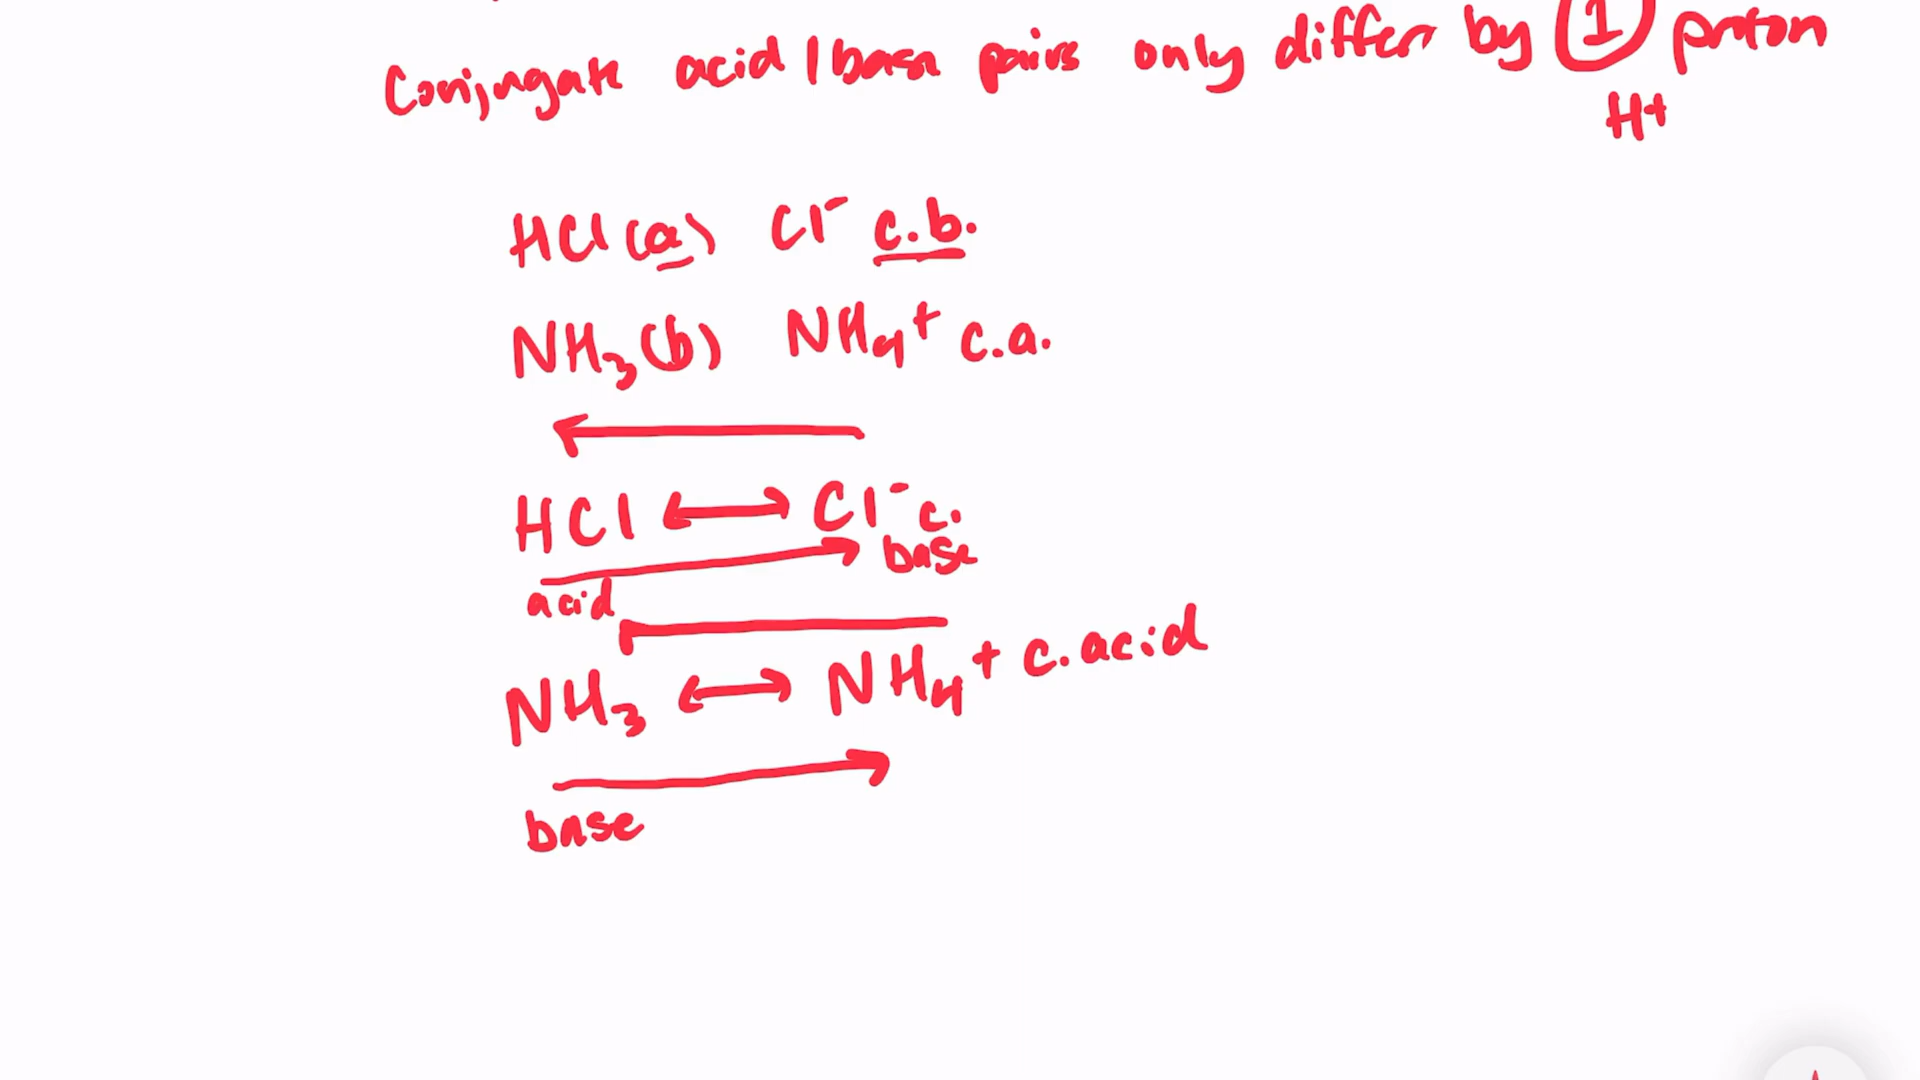 Conjugate acid/base pairs only differ by 1 proton
H+
HCl (a) Cl⁻ c.b.
NH₃ (b) NH₄⁺ c.a.
HCl ↔ Cl⁻ c.
base
acid
NH₃ ↔ NH₄⁺ c.acid
base